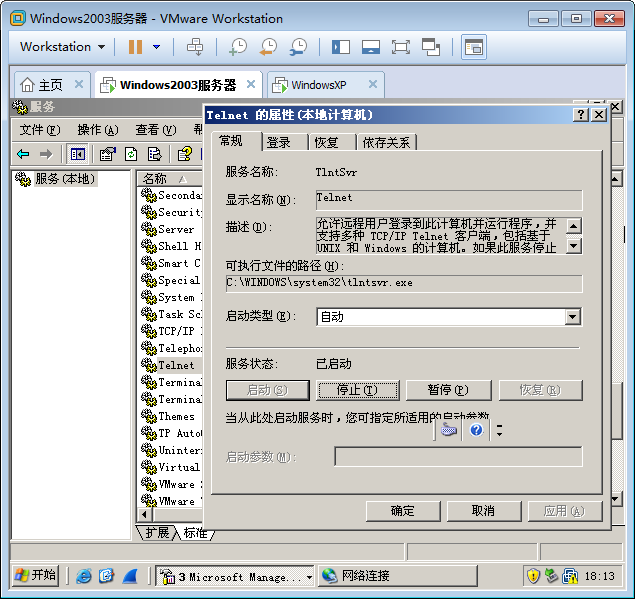 Windows2003服务器 - VMware Workstation
Workstation
主页
Windows2003服务器
WindowsXP
服务
文件(F) 操作(A) 查看(V)
Telnet 的属性(本地计算机)
常规 登录 恢复 依存关系
服务(本地)
名称
Seconda
Securit
Server
Shell H
Smart C
Special
System
Task Sc
TCP/IP
Telepho
Telnet
Termina
Termina
Themes
TP Auto
Uninter
Virtual
VMware
VMware
服务名称: TlntSvr
显示名称(N): Telnet
描述(D): 允许远程用户登录到此计算机并运行程序，并
支持多种 TCP/IP Telnet 客户端，包括基于
UNIX 和 Windows 的计算机。如果此服务停止
可执行文件的路径(H):
C:\WINDOWS\system32\tlntsvr.exe
启动类型(E): 自动
服务状态: 已启动
启动(S) 停止(T) 暂停(P) 恢复(R)
当从此处启动服务时，您可指定所适用的启动参数
启动参数(M):
确定 取消 应用(A)
扩展 标准
开始
3 Microsoft Manage...
网络连接
18:13